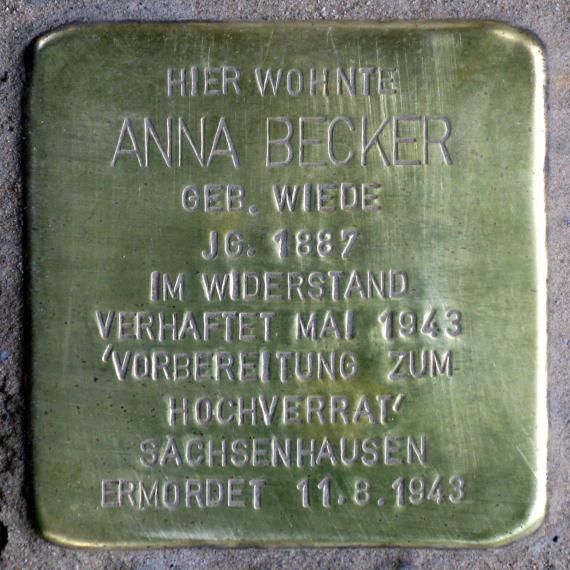 HIER WOHNTE
ANNA BECKER
GEB. WIEDE
JG. 1887
IM WIDERSTAND
VERHAFTET MAI 1943
'VORBEREITUNG ZUM
HOCHVERRAT'
SACHSENHAUSEN
ERMORDET 11.8.1943